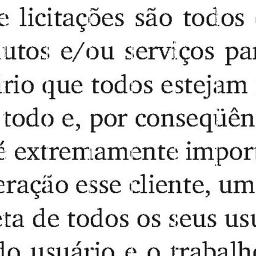 e licitações são todos
utos e/ou serviços par
rio que todos estejam
todo e, por conseqüên
é extremamente import
eração esse cliente, um
ta de todos os seus usu
do usuário e o trabalho